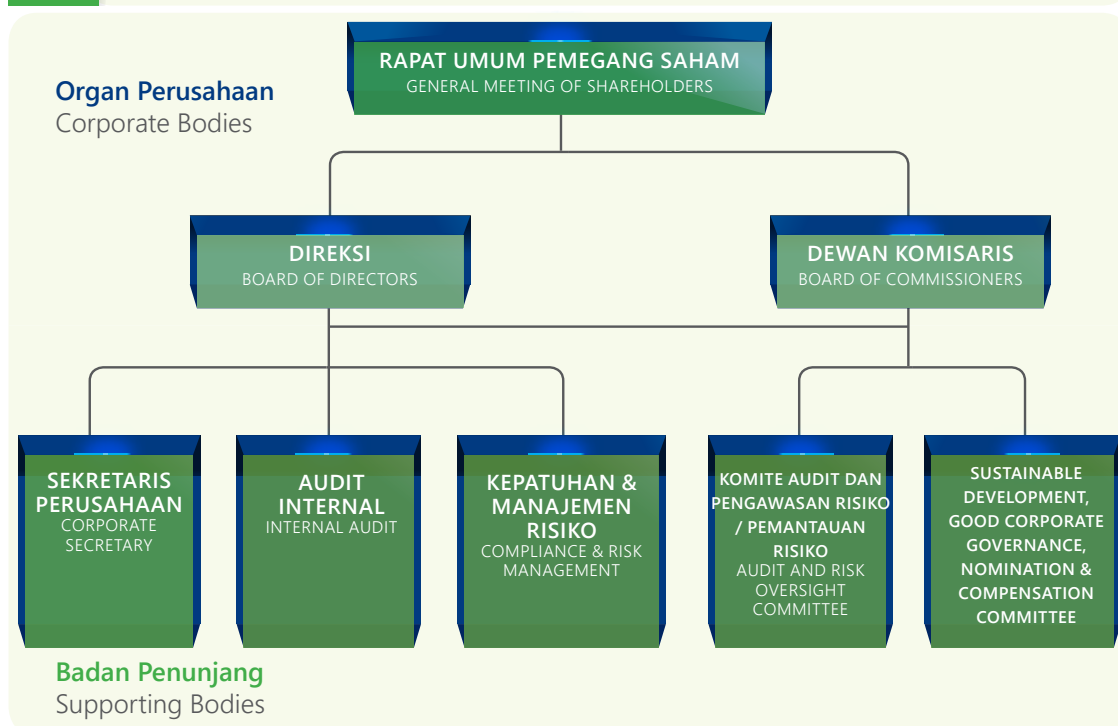 RAPAT UMUM PEMEGANG SAHAM
GENERAL MEETING OF SHAREHOLDERS
Organ Perusahaan
Corporate Bodies
DIREKSI
BOARD OF DIRECTORS
DEWAN KOMISARIS
BOARD OF COMMISSIONERS
SEKRETARIS
PERUSAHAAN
CORPORATE
SECRETARY
AUDIT
INTERNAL
INTERNAL AUDIT
KEPATUHAN &
MANAJEMEN
RISIKO
COMPLIANCE & RISK
MANAGEMENT
KOMITE AUDIT DAN
PENGAWASAN RISIKO
/ PEMANTAUAN
RISIKO
AUDIT AND RISK
OVERSIGHT
COMMITTEE
SUSTAINABLE
DEVELOPMENT,
GOOD CORPORATE
GOVERNANCE,
NOMINATION &
COMPENSATION
COMMITTEE
Badan Penunjang
Supporting Bodies